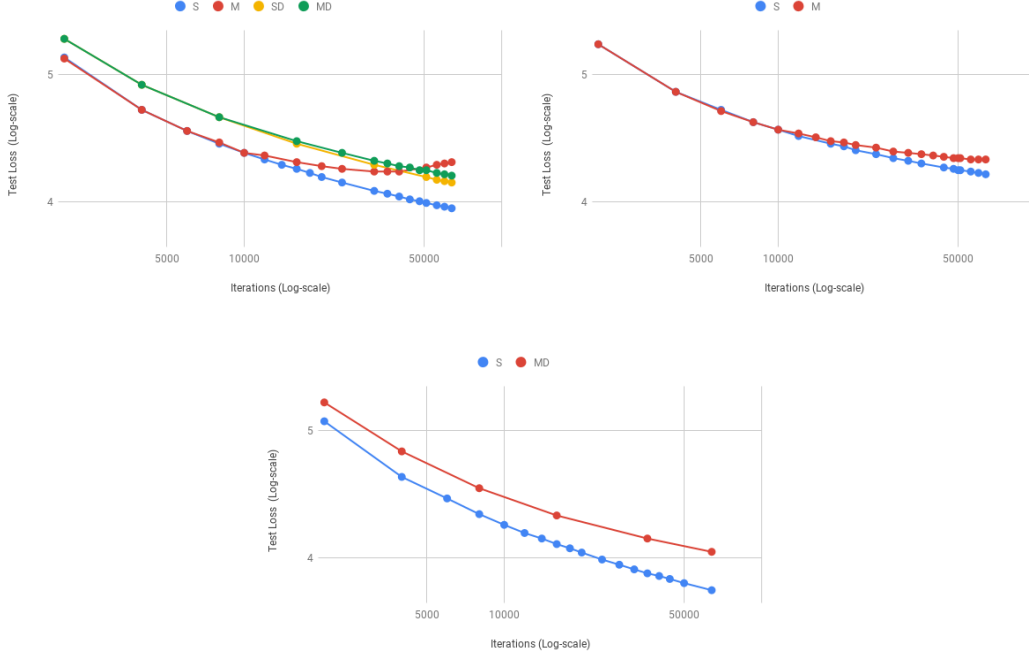 S M SD MD
5
4
Test Loss (Log-scale)
5000 10000 50000
Iterations (Log-scale)
S M
5
4
Test Loss (Log-scale)
5000 10000 50000
Iterations (Log-scale)
S MD
5
4
Test Loss (Log-scale)
5000 10000 50000
Iterations (Log-scale)